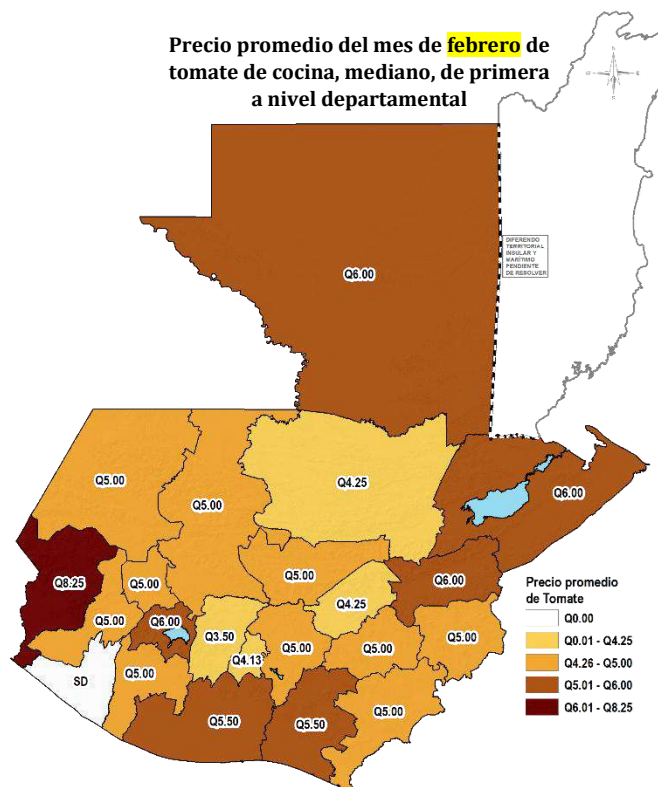 Precio promedio del mes de febrero de
tomate de cocina, mediano, de primera
a nivel departamental
DIFERENDO
TERRITORIAL
INSULAR Y
MARÍTIMO
PENDIENTE
DE RESOLVER
Q6.00
Q5.00
Q5.00
Q4.25
Q6.00
Q8.25
Q5.00
Q5.00
Q6.00
Q5.00
Q6.00
Q3.50
Q4.25
Q4.13
Q5.00
Q5.00
Q5.00
SD
Q5.00
Q5.50
Q5.50
Q5.00
Precio promedio
de Tomate
Q0.00
Q0.01 - Q4.25
Q4.26 - Q5.00
Q5.01 - Q6.00
Q6.01 - Q8.25